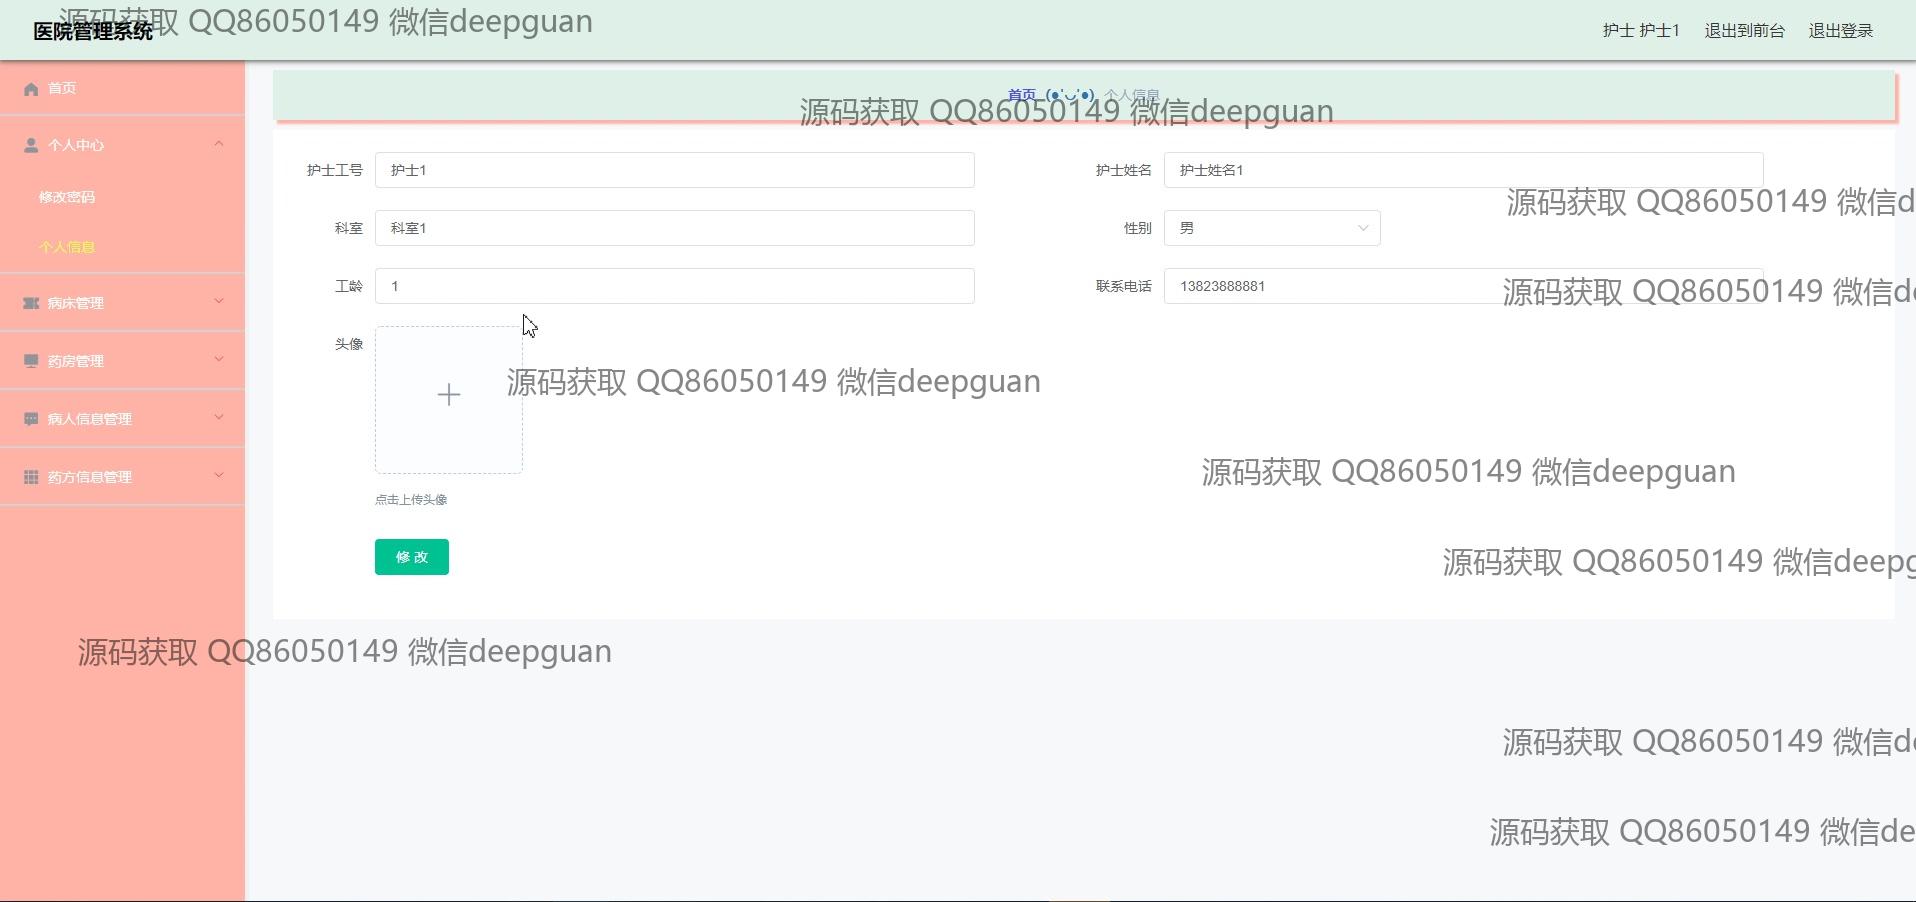 医院管理系统
源码获取 QQ86050149 微信deepguan
护士 护士1 退出到前台 退出登录
首页
首页 (●'◡'●) 个人信息
源码获取 QQ86050149 微信deepguan
个人中心
护士工号 护士1 护士姓名 护士姓名1
修改密码
源码获取 QQ86050149 微信d
科室 科室1 性别 男
个人信息
工龄 1 联系电话 13823888881
源码获取 QQ86050149 微信de
病床管理
头像
药房管理
源码获取 QQ86050149 微信deepguan
病人信息管理
药方信息管理
源码获取 QQ86050149 微信deepguan
点击上传头像
修 改
源码获取 QQ86050149 微信deepg
源码获取 QQ86050149 微信deepguan
源码获取 QQ86050149 微信de
源码获取 QQ86050149 微信de